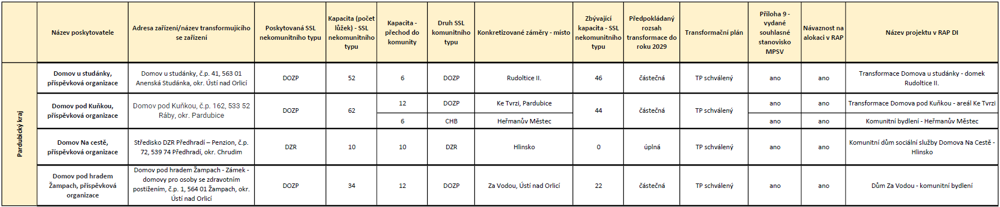 Název poskytovatele
Adresa zařízení/název transformujícího
se zařízení
Poskytovaná SSL
nekomunitního typu
Kapacita (počet
lůžek) - SSL
nekomunitního
typu
Kapacita -
přechod do
komunity
Druh SSL
komunitního
typu
Konkretizované záměry - místo
Zbývající
kapacita - SSL
nekomunitního
typu
Předpokládaný
rozsah
transformace do
roku 2029
Transformační plán
Příloha 9 -
vydané
souhlasné
stanovisko
MPSV
Návaznost na
alokaci v RAP
Název projektu v RAP DI
Pardubický kraj
Domov u studánky,
příspěvková organizace
Domov u studánky, č.p. 41, 563 01
Anenská Studánka, okr. Ústí nad Orlicí
DOZP
52
6
DOZP
Rudoltice II.
46
částečná
TP schválený
ano
ano
Transformace Domova u studánky - domek
Rudoltice II.
Domov pod Kuňkou,
příspěvková organizace
Domov pod Kuňkou, č.p. 162, 533 52
Ráby, okr. Pardubice
DOZP
62
12
DOZP
Ke Tvrzi, Pardubice
44
částečná
TP schválený
ano
ano
Transformace Domova pod Kuňkou - areál Ke Tvrzi
6
CHB
Heřmanův Městec
ano
ano
Komunitní bydlení - Heřmanův Městec
Domov Na cestě,
příspěvková organizace
Středisko DZR Předhradí – Penzion, č.p.
72, 539 74 Předhradí, okr. Chrudim
DZR
10
10
DZR
Hlinsko
0
úplná
TP schválený
ano
ano
Komunitní dům sociální služby Domova Na Cestě -
Hlinsko
Domov pod hradem
Žampach, příspěvková
organizace
Domov pod hradem Žampach - Zámek -
domovy pro osoby se zdravotním
postižením, č.p. 1, 564 01 Žampach, okr.
Ústí nad Orlicí
DOZP
34
12
DOZP
Za Vodou, Ústí nad Orlicí
22
částečná
TP schválený
ano
ano
Dům Za Vodou - komunitní bydlení